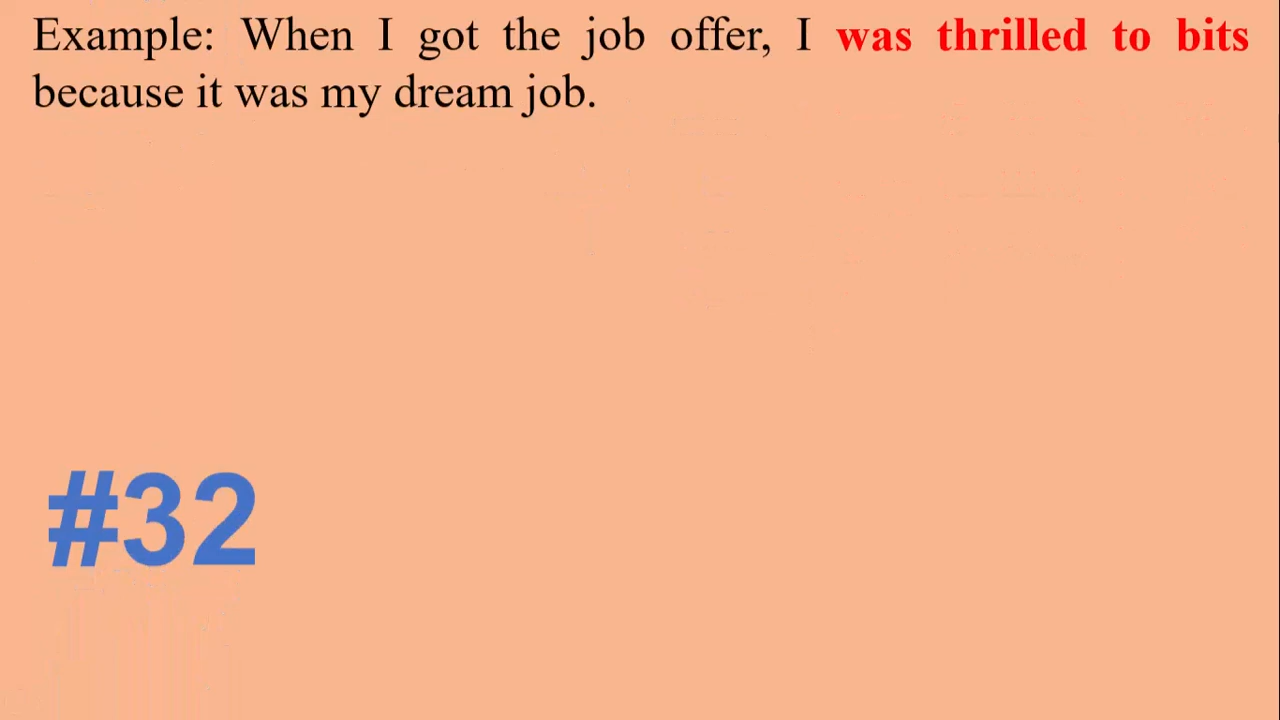 Example: When I got the job offer, I was thrilled to bits
because it was my dream job.
#32